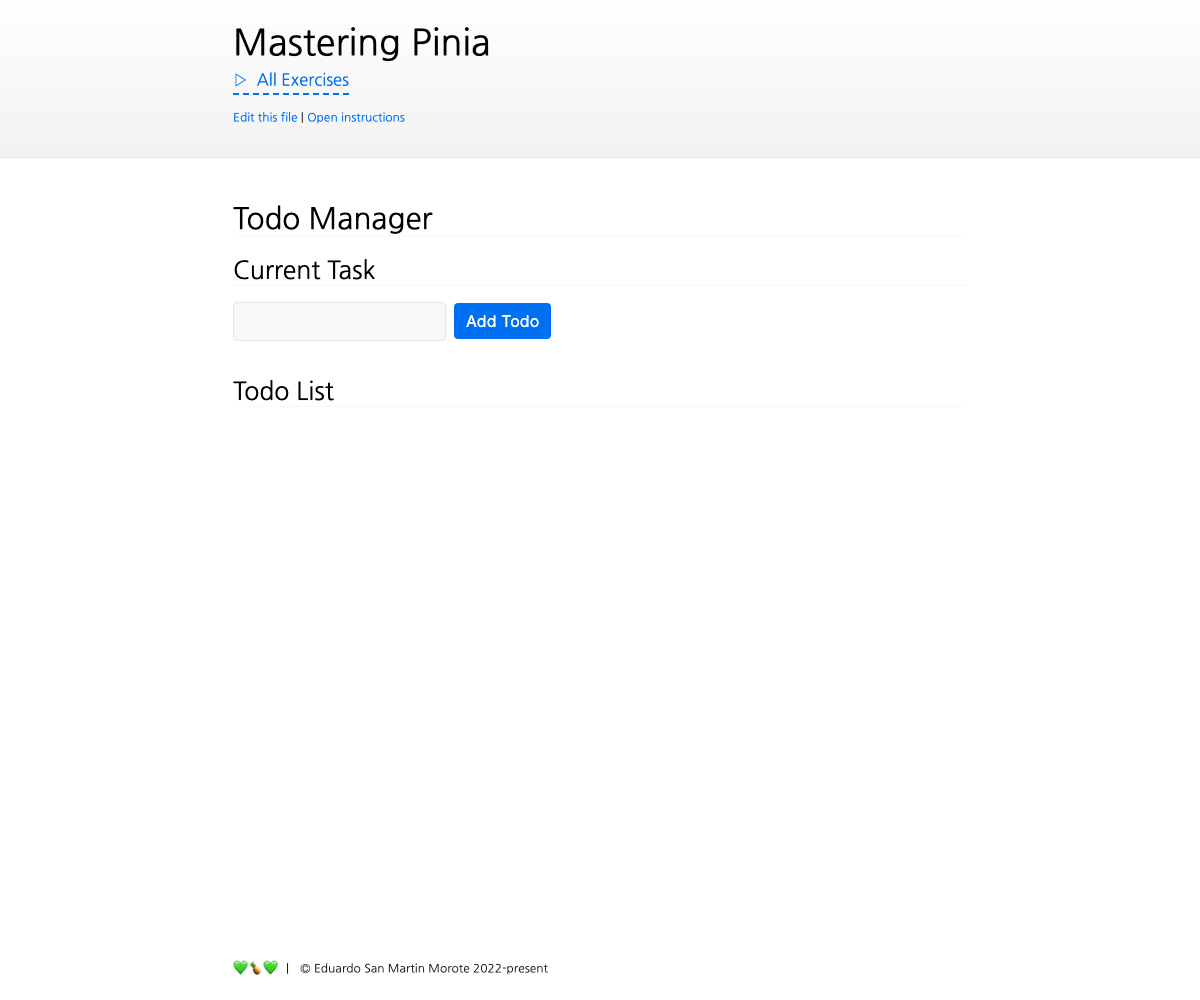 Mastering Pinia
▷ All Exercises
Edit this file | Open instructions
Todo Manager
Current Task
Add Todo
Todo List
💚🍍💚 | © Eduardo San Martin Morote 2022-present